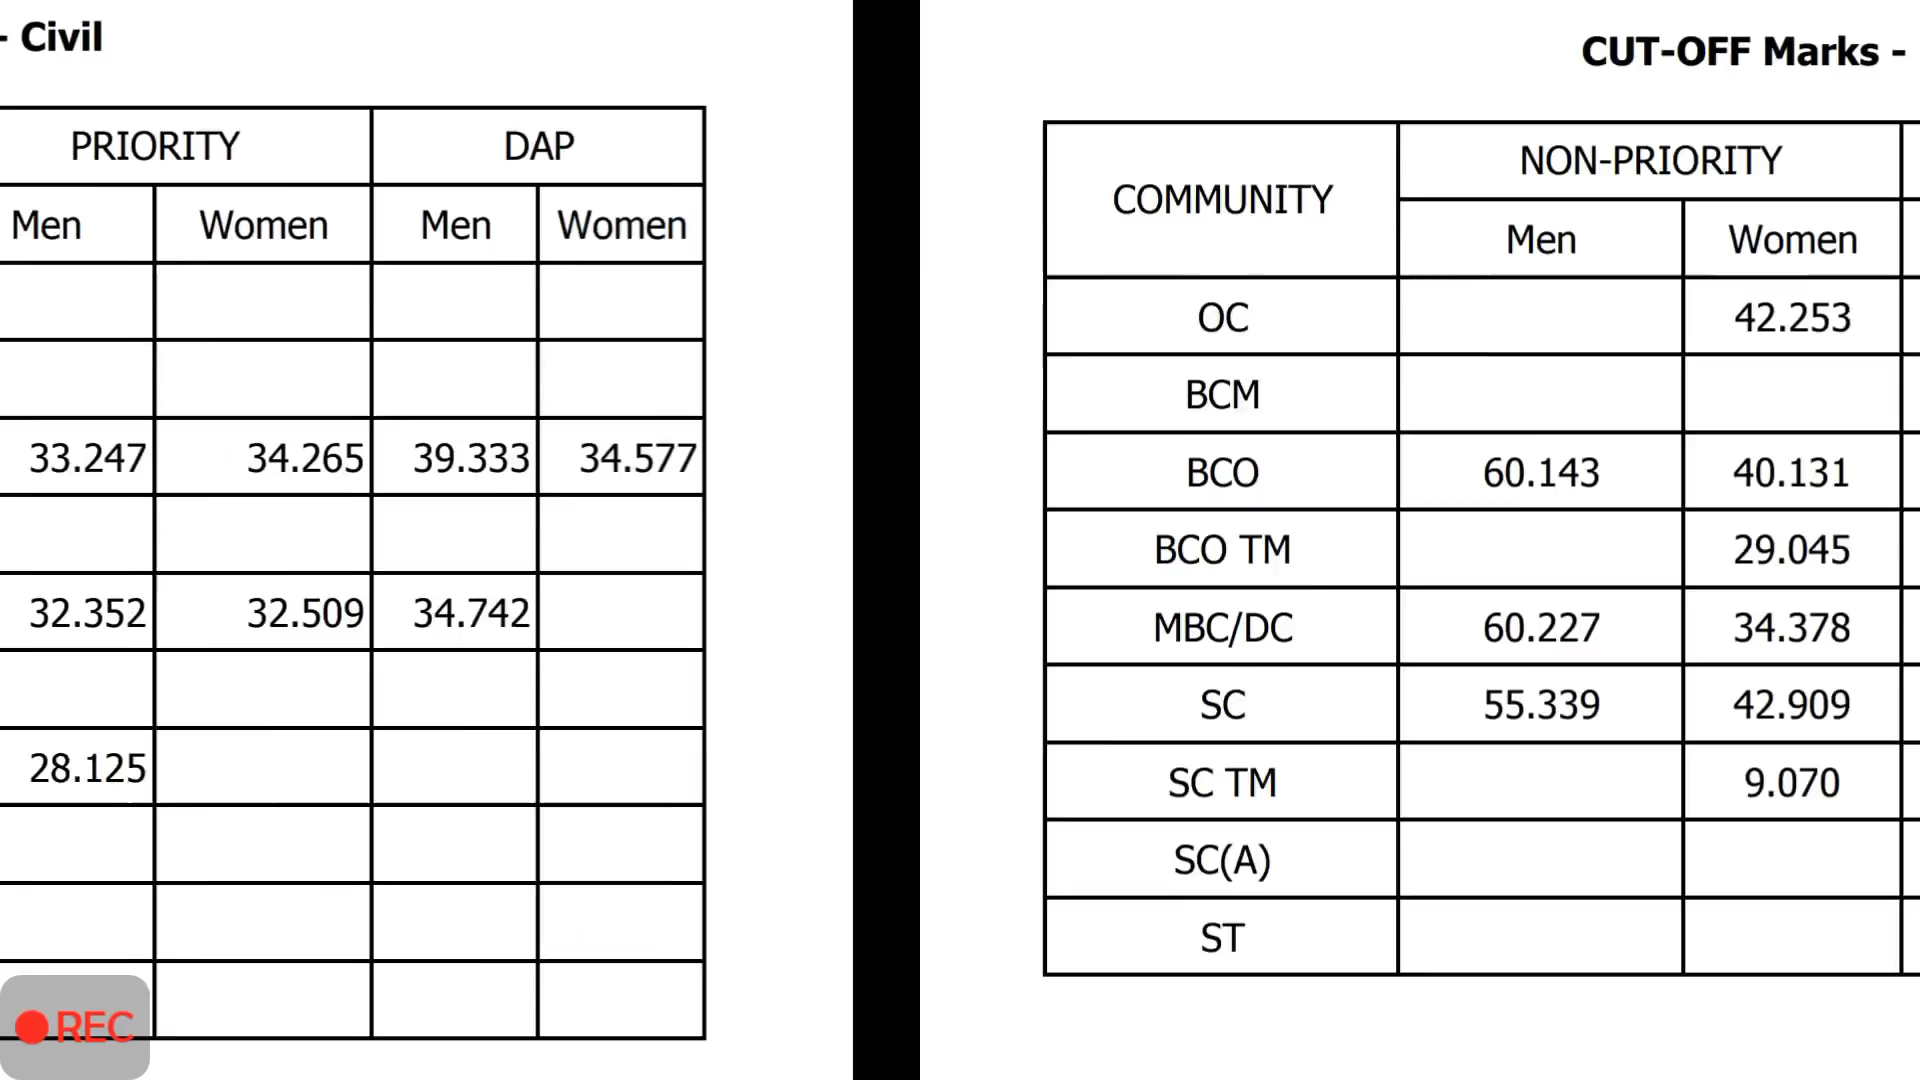 - Civil
PRIORITY DAP
Men Women Men Women
33.247 34.265 39.333 34.577
32.352 32.509 34.742
28.125
REC
CUT-OFF Marks -
COMMUNITY NON-PRIORITY
Men Women
OC 42.253
BCM
BCO 60.143 40.131
BCO TM 29.045
MBC/DC 60.227 34.378
SC 55.339 42.909
SC TM 9.070
SC(A)
ST